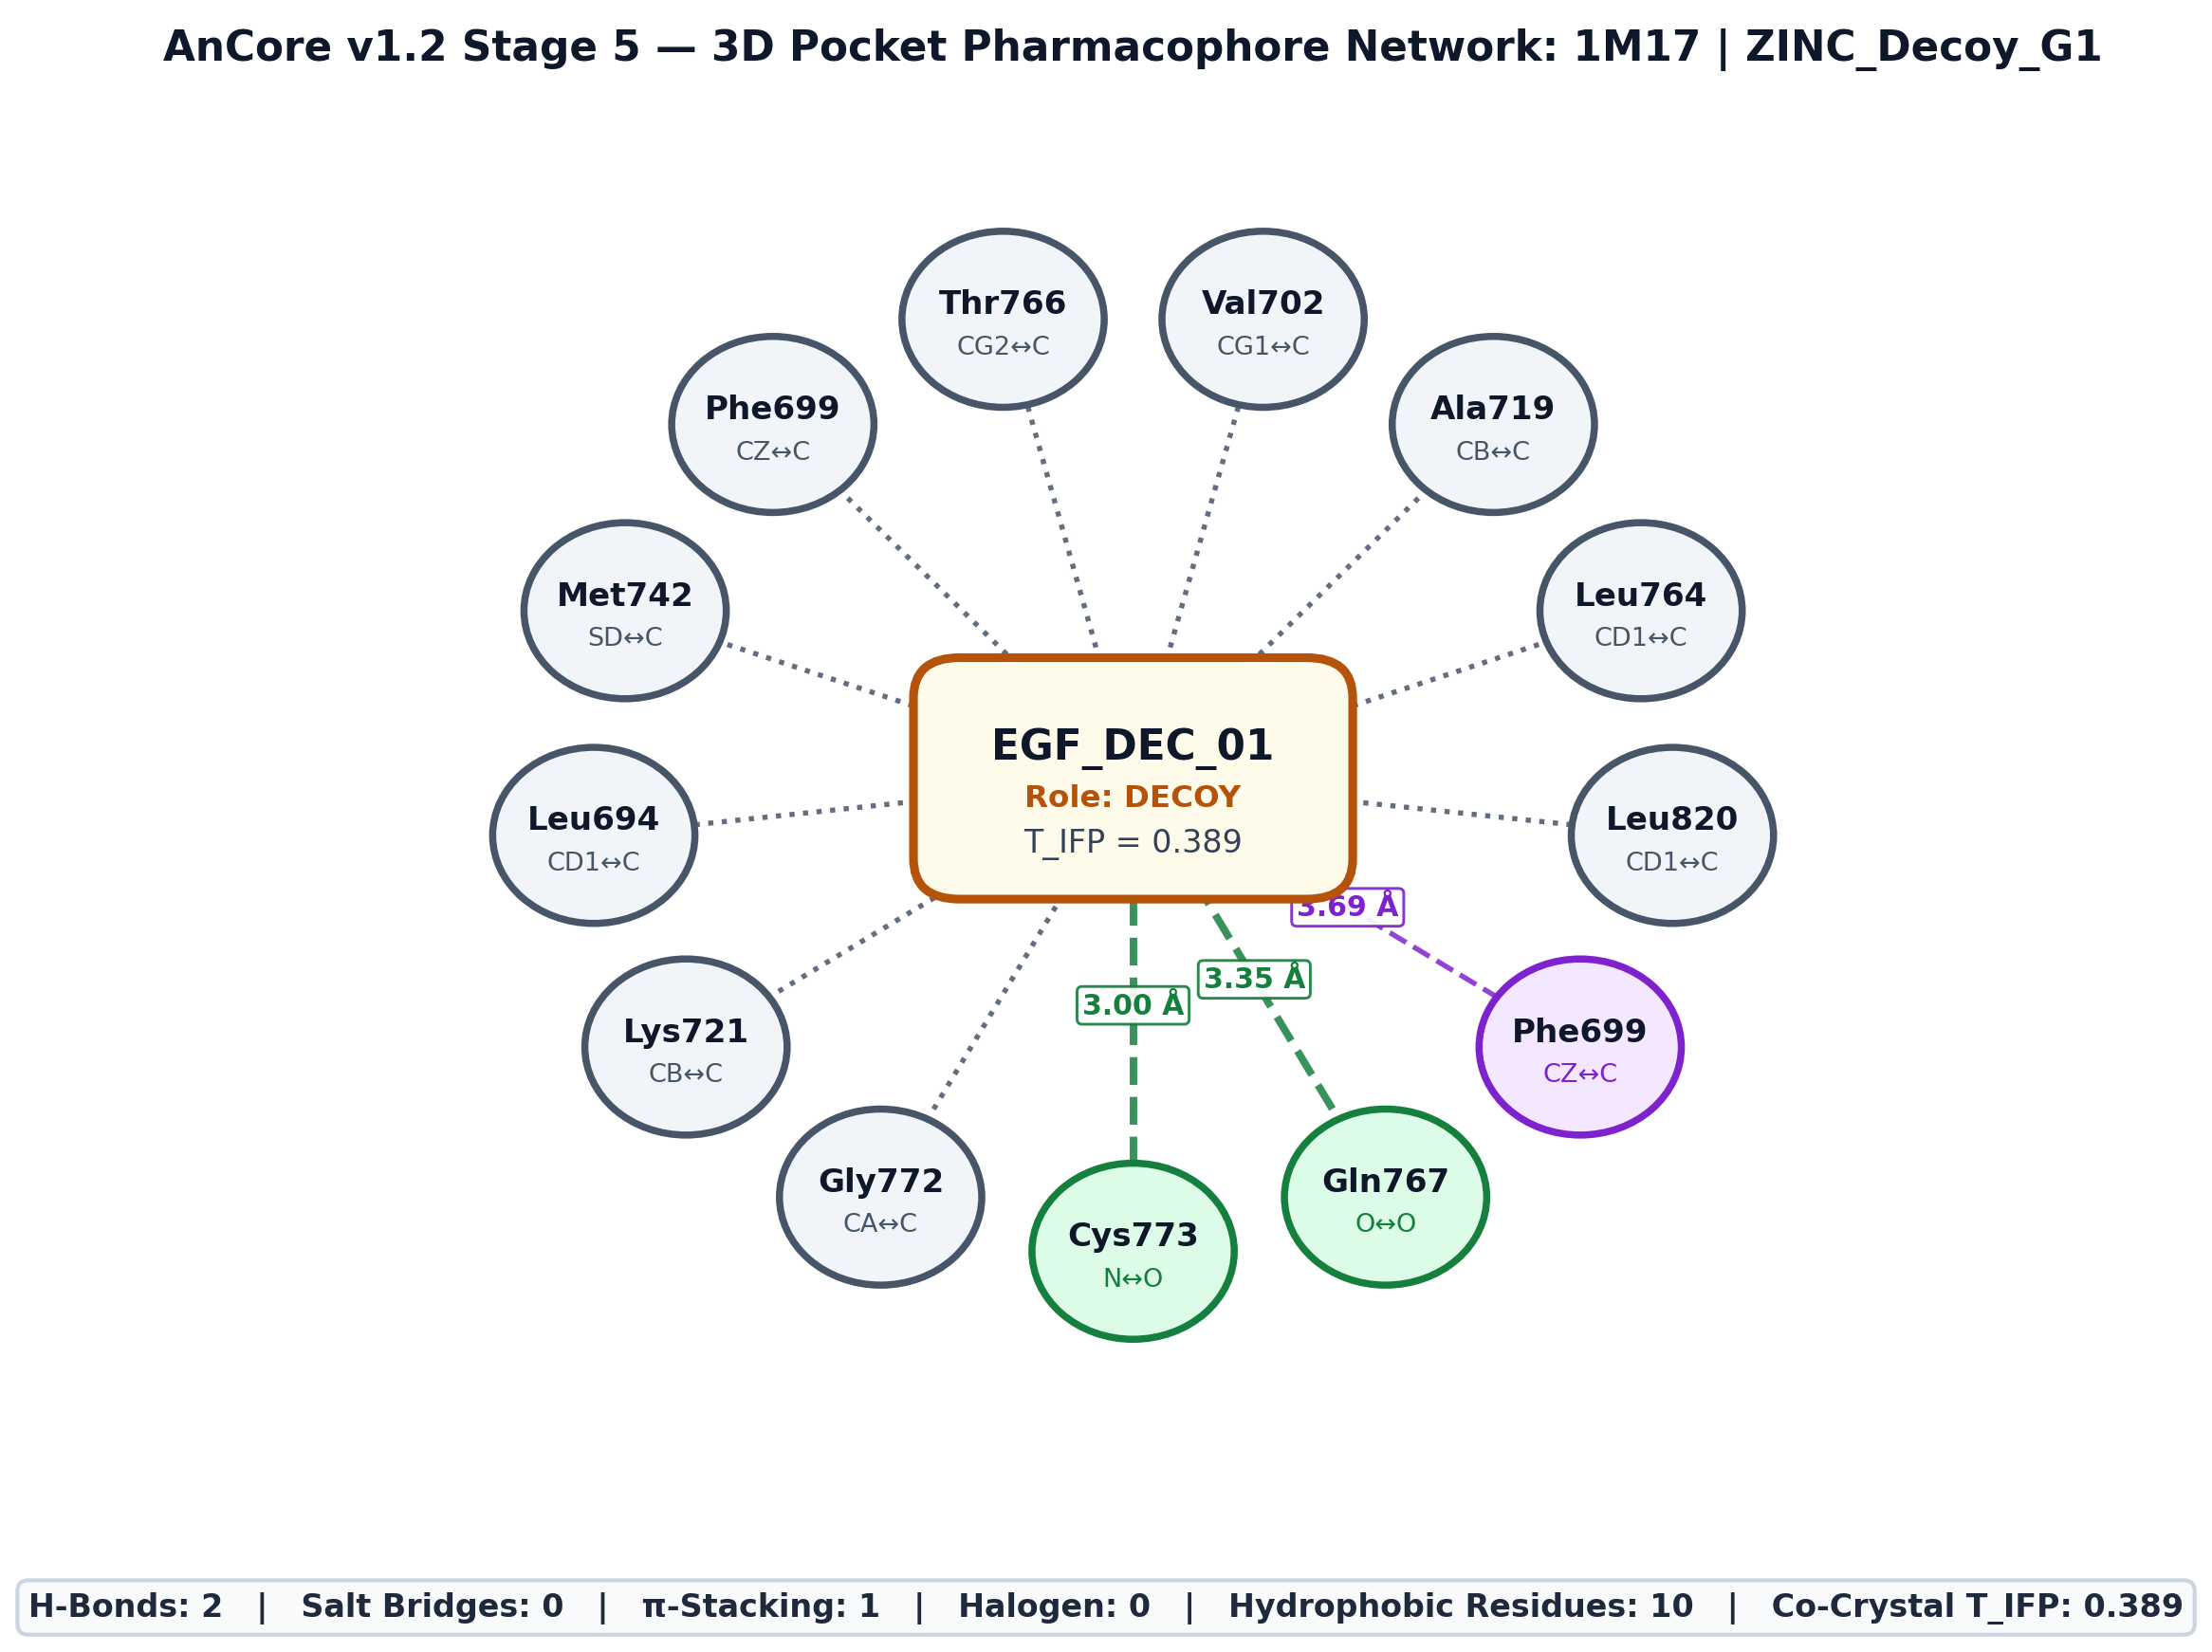 AnCore v1.2 Stage 5 — 3D Pocket Pharmacophore Network: 1M17 | ZINC_Decoy_G1
Thr766
CG2↔C
Val702
CG1↔C
Phe699
CZ↔C
Ala719
CB↔C
Met742
SD↔C
Leu764
CD1↔C
EGF_DEC_01
Role: DECOY
T_IFP = 0.389
Leu694
CD1↔C
Leu820
CD1↔C
3.69 Å
3.35 Å
3.00 Å
Lys721
CB↔C
Phe699
CZ↔C
Gly772
CA↔C
Gln767
O↔O
Cys773
N↔O
H-Bonds: 2 | Salt Bridges: 0 | π-Stacking: 1 | Halogen: 0 | Hydrophobic Residues: 10 | Co-Crystal T_IFP: 0.389